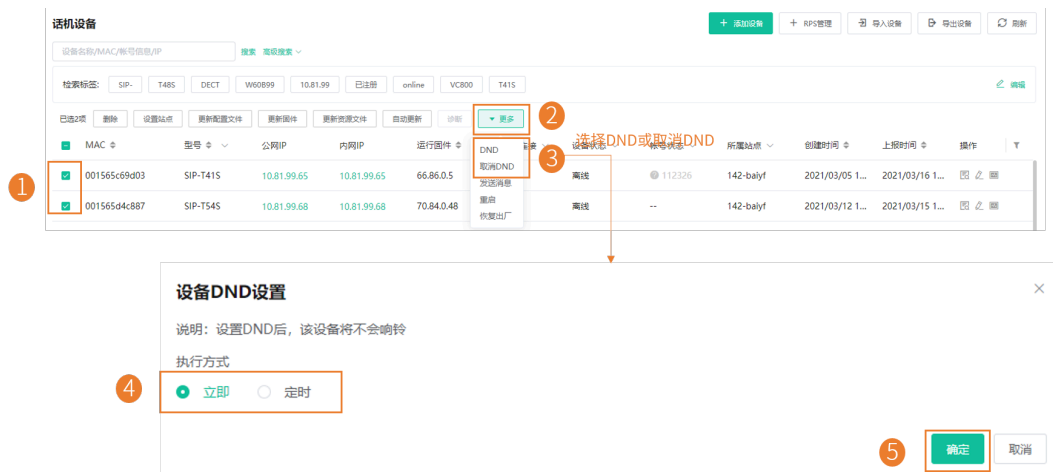 话机设备
+ 添加设备
+ RPS管理
导入设备
导出设备
刷新
设备名称/MAC/帐号信息/IP
搜索 高级搜索
检索标签: SIP- T48S DECT W60B99 10.81.99 已注册 online VC800 T41S
编辑
已选2项 删除 设置站点 更新配置文件 更新固件 更新资源文件 自动更新 诊断 更多
2
MAC 型号 公网IP 内网IP 运行固件 接 设备状态 帐号状态 所属站点 创建时间 上报时间 操作
DND
取消DND
发送消息
重启
恢复出厂
3
选择DND或取消DND
1
001565c69d03 SIP-T41S 10.81.99.65 10.81.99.65 66.86.0.5 离线 112326 142-baiyf 2021/03/05 1... 2021/03/16 1...
001565d4c887 SIP-T54S 10.81.99.68 10.81.99.68 70.84.0.48 离线 -- 142-baiyf 2021/03/12 1... 2021/03/15 1...
设备DND设置
说明：设置DND后，该设备将不会响铃
执行方式
4
立即 定时
5
确定 取消